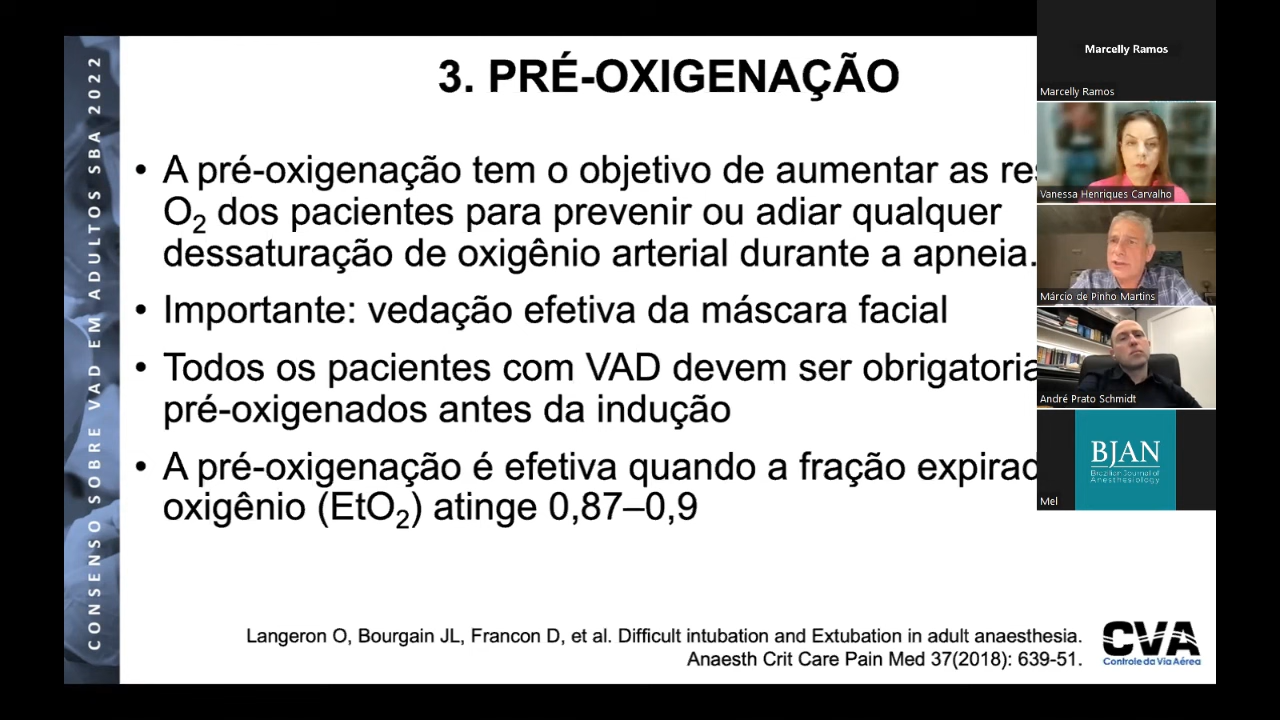 CONSENSO SOBRE VAD EM ADULTOS SBA 2022
3. PRÉ-OXIGENAÇÃO
• A pré-oxigenação tem o objetivo de aumentar as
O₂ dos pacientes para prevenir ou adiar qualquer
dessaturação de oxigênio arterial durante a apneia.
• Importante: vedação efetiva da máscara facial
• Todos os pacientes com VAD devem ser
pré-oxigenados antes da indução
• A pré-oxigenação é efetiva quando a fração
oxigênio (EtO₂) atinge 0,87–0,9
Langeron O, Bourgain JL, Francon D, et al. Difficult intubation and Extubation in adult anaesthesia.
Anaesth Crit Care Pain Med 37(2018): 639-51.
CVA
Controle da Via Aérea
Marcelly Ramos
Marcelly Ramos
Vanessa Henriques Carvalho
Márcio de Pinho Martins
André Prato Schmidt
BJAN
Brazilian Journal of
Anesthesiology
Mel